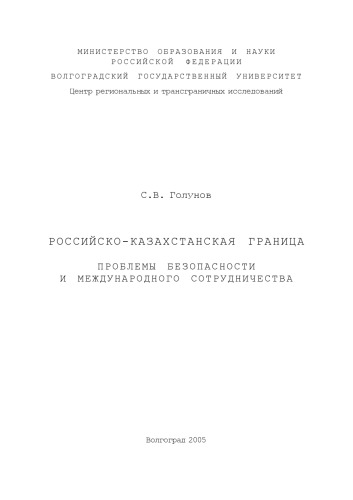 МИНИСТЕРСТВО ОБРАЗОВАНИЯ И НАУКИ
РОССИЙСКОЙ ФЕДЕРАЦИИ
ВОЛГОГРАДСКИЙ ГОСУДАРСТВЕННЫЙ УНИВЕРСИТЕТ
Центр региональных и трансграничных исследований
С.В. Голунов
РОССИЙСКО-КАЗАХСТАНСКАЯ ГРАНИЦА
ПРОБЛЕМЫ БЕЗОПАСНОСТИ
И МЕЖДУНАРОДНОГО СОТРУДНИЧЕСТВА
Волгоград 2005